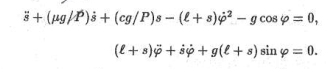 s̈ + (μg/P)ṡ + (cg/P)s − (ℓ + s)φ̇² − g cos φ = 0,
(ℓ + s)φ̈ + ṡφ̇ + g(ℓ + s) sin φ = 0.